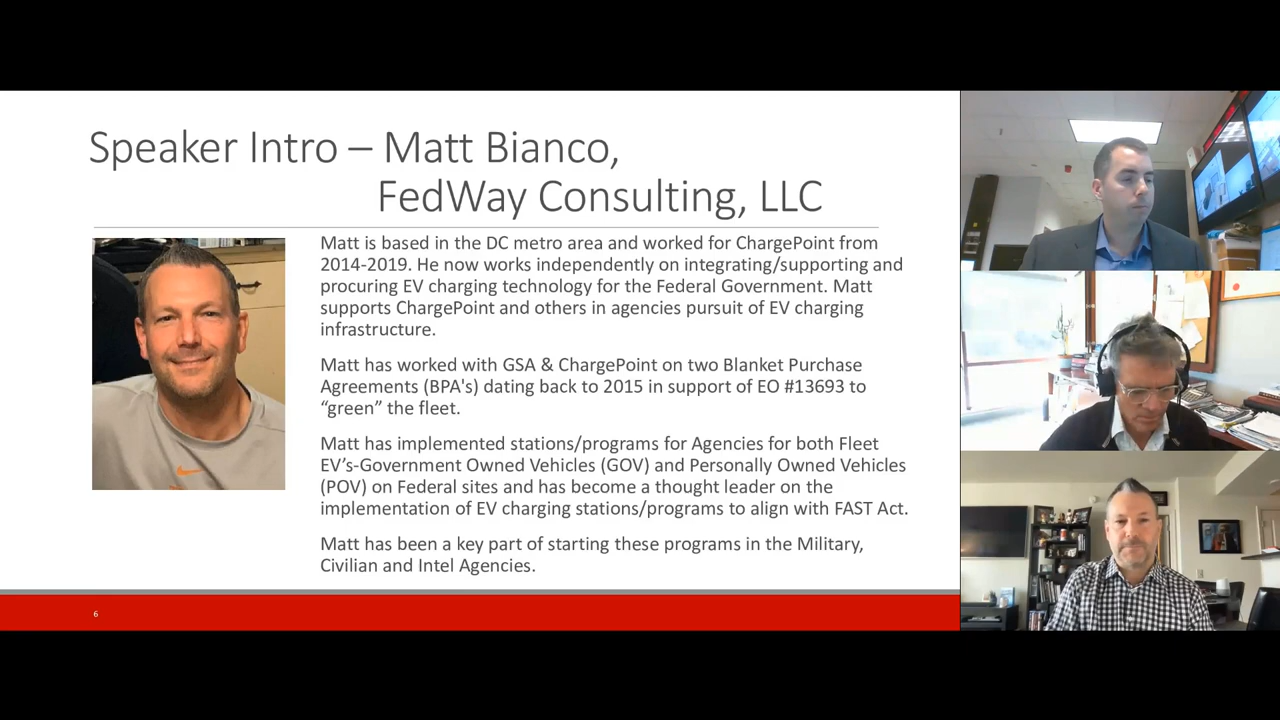 Speaker Intro – Matt Bianco,
FedWay Consulting, LLC
Matt is based in the DC metro area and worked for ChargePoint from
2014-2019. He now works independently on integrating/supporting and
procuring EV charging technology for the Federal Government. Matt
supports ChargePoint and others in agencies pursuit of EV charging
infrastructure.
Matt has worked with GSA & ChargePoint on two Blanket Purchase
Agreements (BPA's) dating back to 2015 in support of EO #13693 to
“green” the fleet.
Matt has implemented stations/programs for Agencies for both Fleet
EV’s-Government Owned Vehicles (GOV) and Personally Owned Vehicles
(POV) on Federal sites and has become a thought leader on the
implementation of EV charging stations/programs to align with FAST Act.
Matt has been a key part of starting these programs in the Military,
Civilian and Intel Agencies.
6